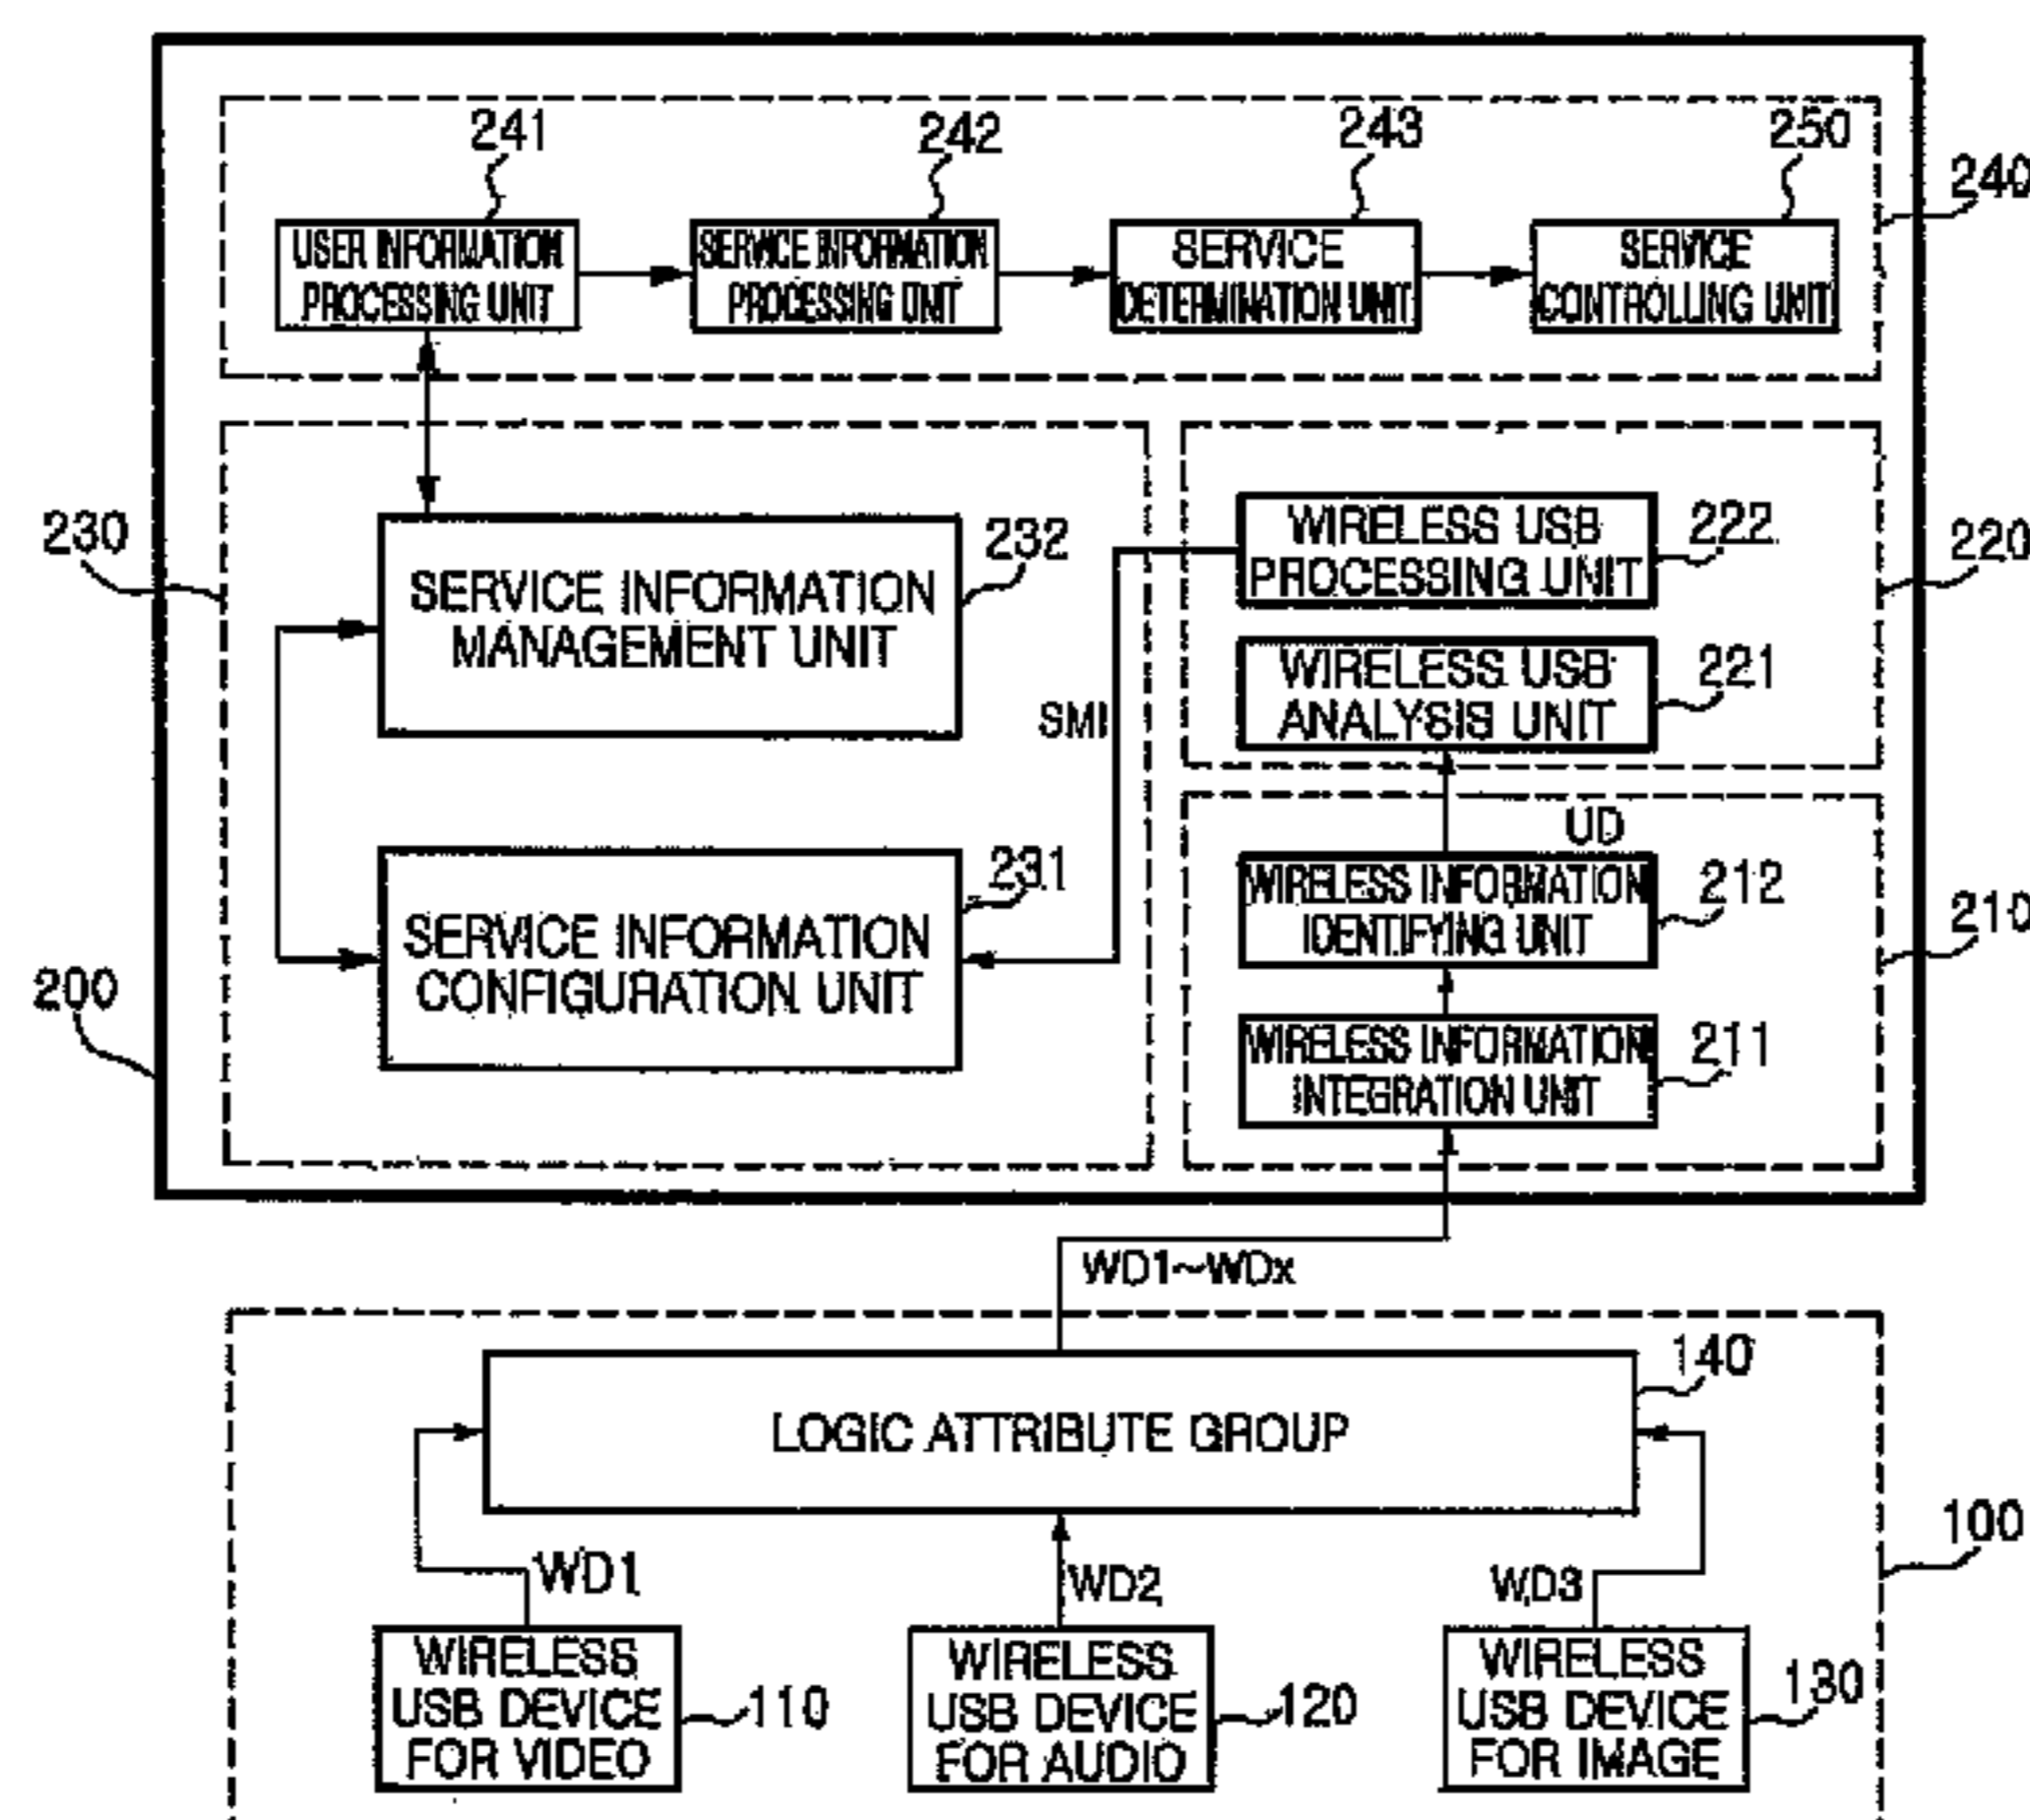 241
242
243
250
240
USER INFORMATION
PROCESSING UNIT
SERVICE INFORMATION
PROCESSING UNIT
SERVICE
DETERMINATION UNIT
SERVICE
CONTROLLING UNIT
230
SERVICE INFORMATION
MANAGEMENT UNIT
232
WIRELESS USB
PROCESSING UNIT
222
220
WIRELESS USB
ANALYSIS UNIT
221
SMI
UD
SERVICE INFORMATION
CONFIGURATION UNIT
231
WIRELESS INFORMATION
IDENTIFYING UNIT
212
210
200
WIRELESS INFORMATION
INTEGRATION UNIT
211
WD1~WDx
140
LOGIC ATTRIBUTE GROUP
100
WD1
WD2
WD3
WIRELESS
USB DEVICE
FOR VIDEO
110
WIRELESS
USB DEVICE
FOR AUDIO
120
WIRELESS
USB DEVICE
FOR IMAGE
130